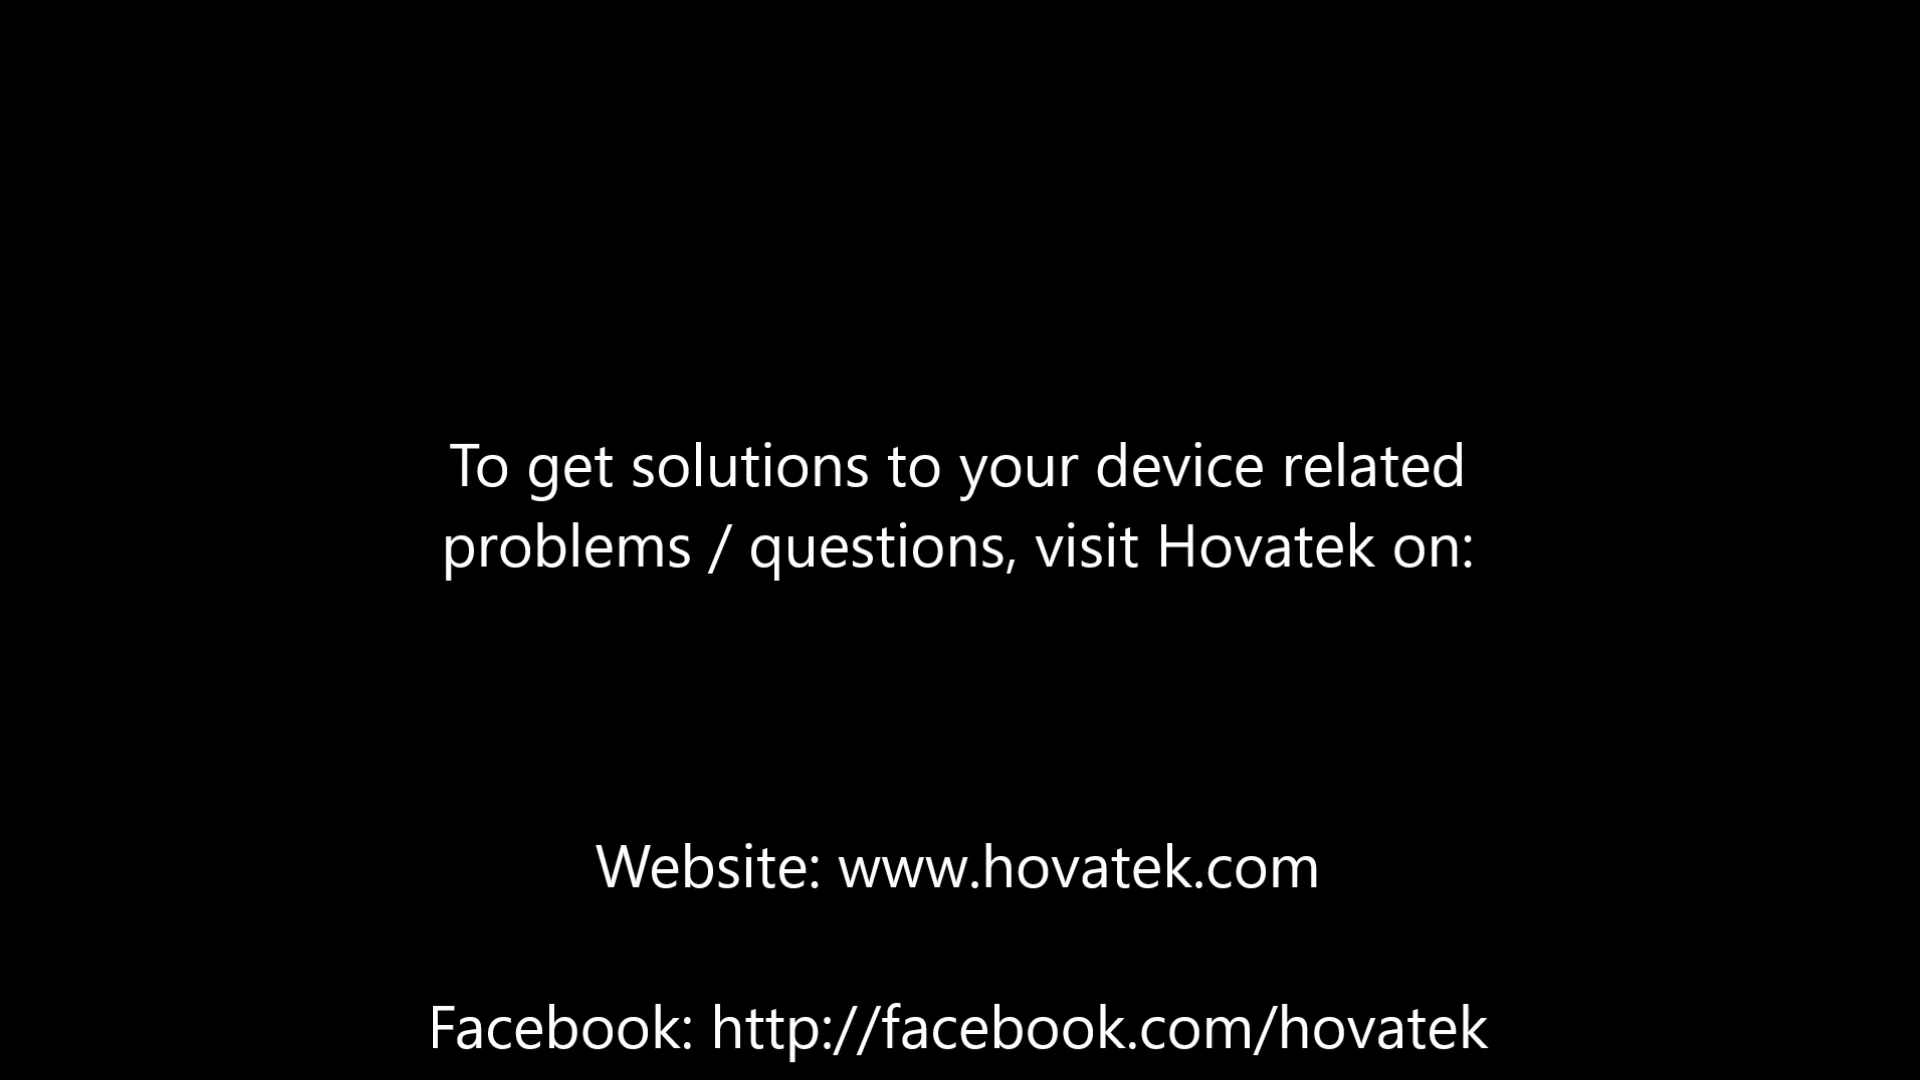 To get solutions to your device related
problems / questions, visit Hovatek on:
Website: www.hovatek.com
Facebook: http://facebook.com/hovatek